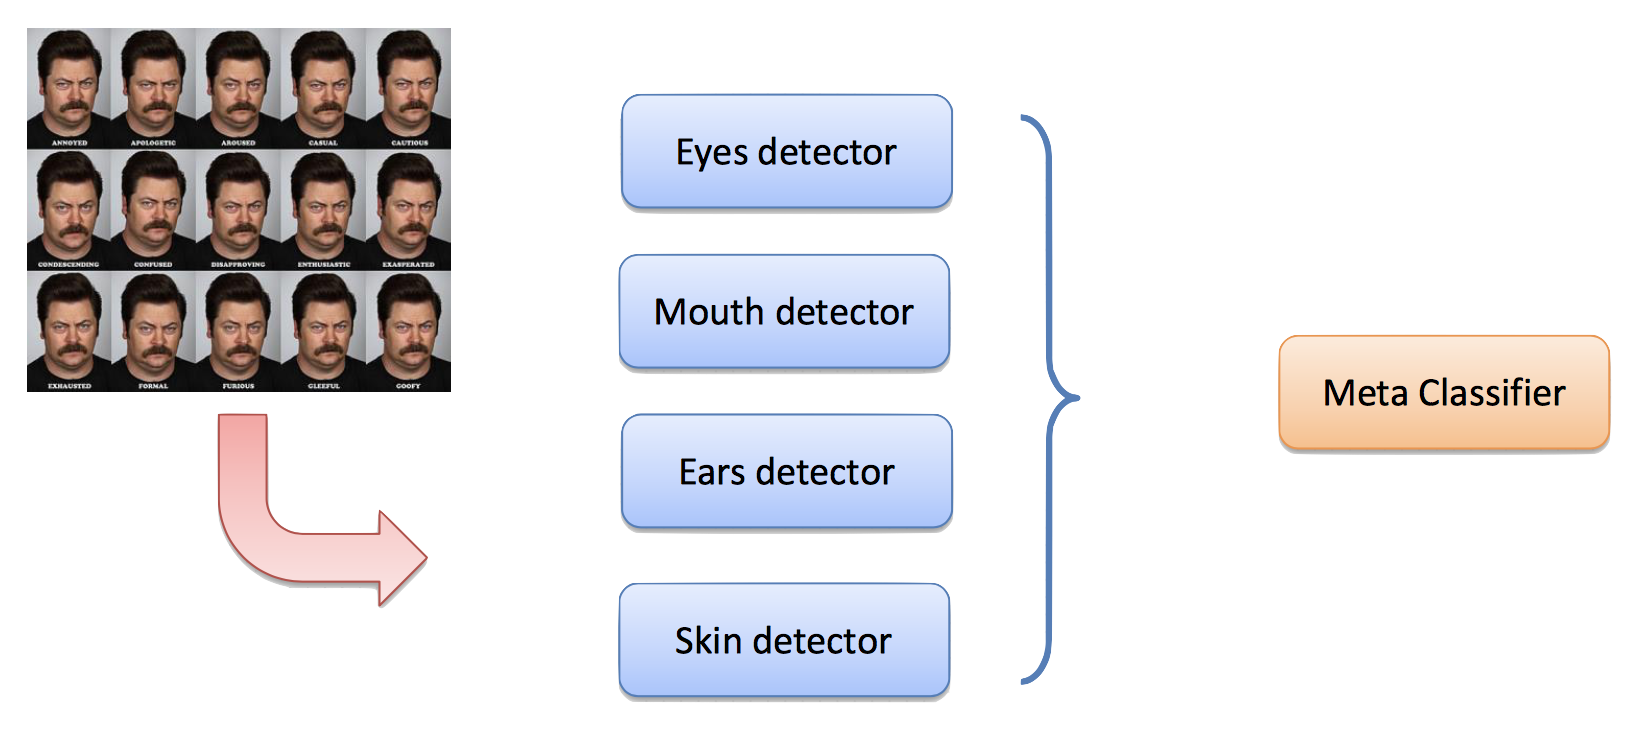 ANNOYED
APOLOGETIC
AROUSED
CASUAL
CAUTIOUS
CONDESCENDING
CONFUSED
DISAPPROVING
ENTHUSIASTIC
EXASPERATED
EXHAUSTED
FORMAL
FURIOUS
GLEEFUL
GOOFY
Eyes detector
Mouth detector
Ears detector
Skin detector
Meta Classifier